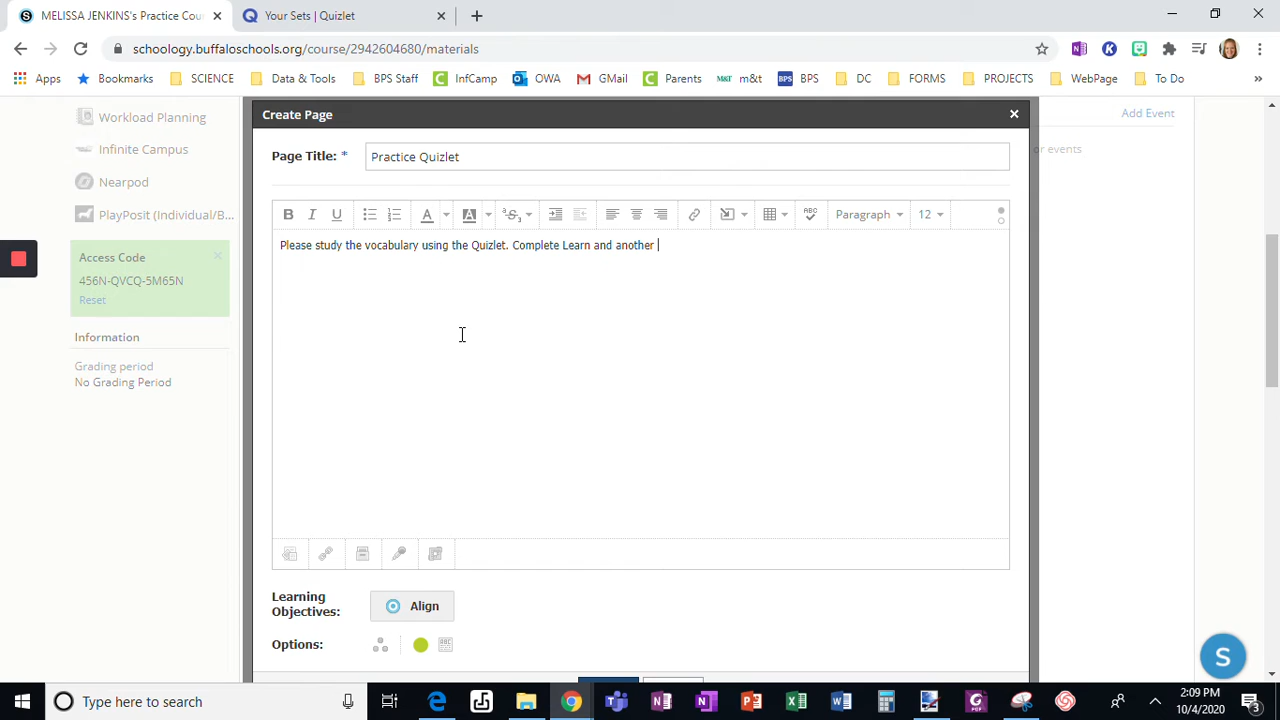 MELISSA JENKINS's Practice Cou
Your Sets | Quizlet
schoology.buffaloschools.org/course/2942604680/materials
Apps
Bookmarks
SCIENCE
Data & Tools
BPS Staff
InfCamp
OWA
GMail
Parents
M&T m&t
BPS BPS
DC
FORMS
PROJECTS
WebPage
To Do
Workload Planning
Infinite Campus
Nearpod
PlayPosit (Individual/B...
Access Code
456N-QVCQ-5M65N
Reset
Information
Grading period
No Grading Period
Create Page
Page Title: *
Practice Quizlet
B I U
A A
Paragraph
12
Please study the vocabulary using the Quizlet. Complete Learn and another
Learning
Objectives:
Align
Options:
Add Event
or events
S
Type here to search
2:09 PM
10/4/2020
3